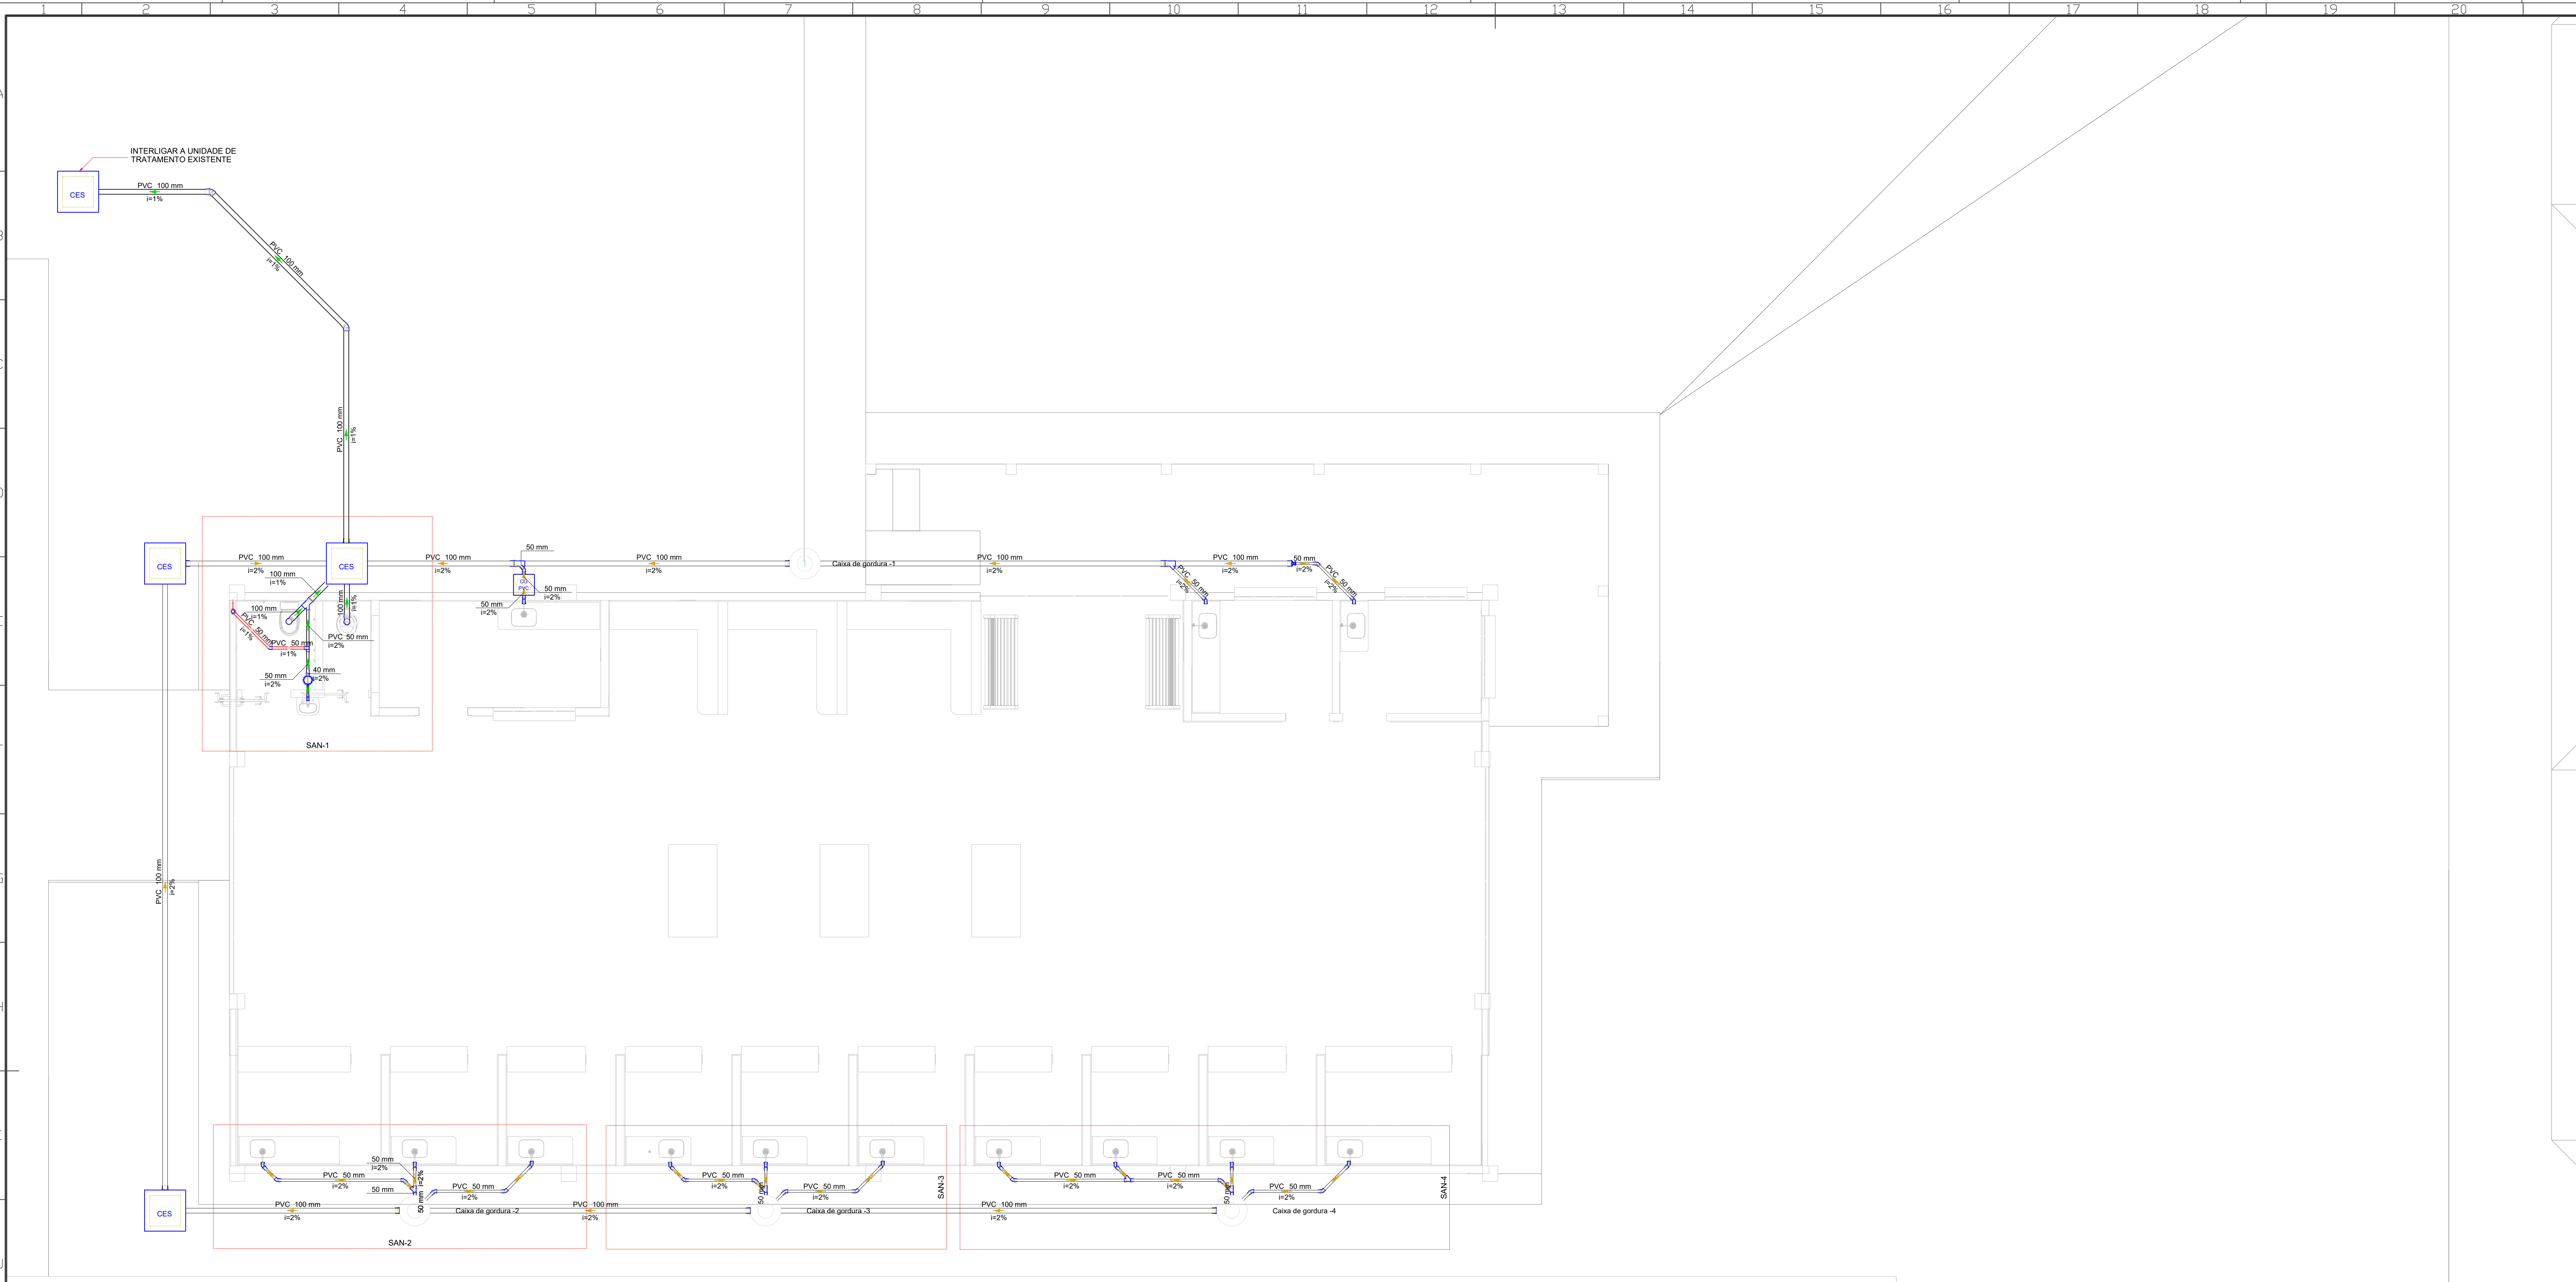 1 2 3 4 5 6 7 8 9 10 11 12 13 14 15 16 17 18 19 20
INTERLIGAR A UNIDADE DE
TRATAMENTO EXISTENTE
CES
PVC 100 mm
i=1%
PVC 100 mm
i=1%
PVC 100 mm
i=1%
CES
PVC 100 mm
i=2%
CES
PVC 100 mm
i=2%
50 mm
PVC 100 mm
i=2%
Caixa de gordura -1
PVC 100 mm
i=2%
PVC 100 mm
i=2%
50 mm
i=2%
PVC 50 mm
i=2%
PVC 50 mm
i=2%
CG
PVC
50 mm
i=2%
50 mm
i=2%
100 mm
i=1%
100 mm
i=1%
100 mm
i=1%
PVC 50 mm
i=1%
PVC 50 mm
i=1%
PVC 50 mm
i=2%
40 mm
i=2%
50 mm
i=2%
SAN-1
PVC 100 mm
i=2%
CES
PVC 50 mm
i=2%
50 mm
i=2%
i=2%
50 mm
50 mm
PVC 50 mm
i=2%
PVC 100 mm
i=2%
Caixa de gordura -2
SAN-2
PVC 50 mm
i=2%
50 mm
PVC 50 mm
i=2%
PVC 100 mm
i=2%
Caixa de gordura -3
SAN-3
PVC 50 mm
i=2%
PVC 50 mm
i=2%
50 mm
PVC 50 mm
i=2%
PVC 100 mm
i=2%
Caixa de gordura -4
SAN-4